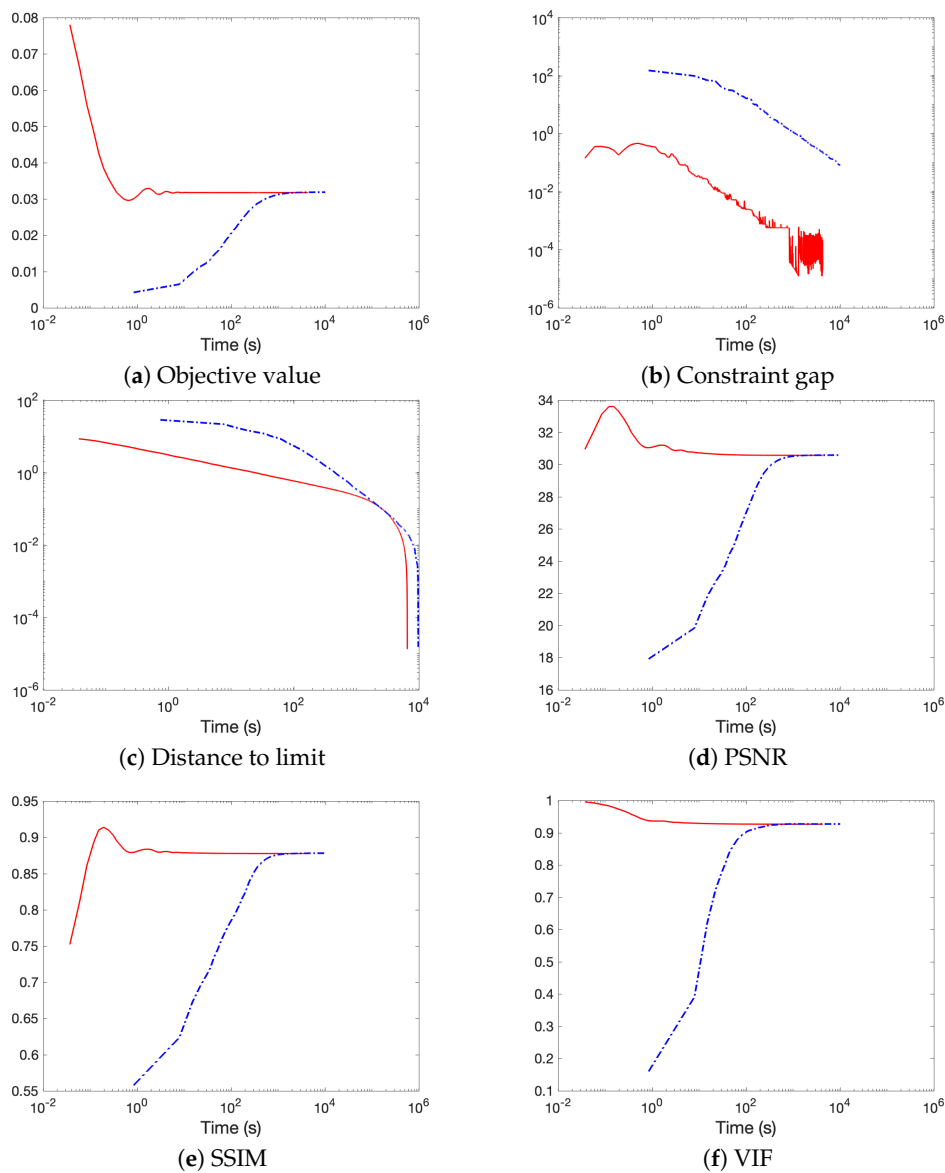 0.08
0.07
0.06
0.05
0.04
0.03
0.02
0.01
0
10^-2 10^0 10^2 10^4 10^6
Time (s)
(a) Objective value
10^4
10^2
10^0
10^-2
10^-4
10^-6
10^-2 10^0 10^2 10^4 10^6
Time (s)
(b) Constraint gap
10^2
10^0
10^-2
10^-4
10^-6
10^-2 10^0 10^2 10^4
Time (s)
(c) Distance to limit
34
32
30
28
26
24
22
20
18
16
10^-2 10^0 10^2 10^4 10^6
Time (s)
(d) PSNR
0.95
0.9
0.85
0.8
0.75
0.7
0.65
0.6
0.55
10^-2 10^0 10^2 10^4 10^6
Time (s)
(e) SSIM
1
0.9
0.8
0.7
0.6
0.5
0.4
0.3
0.2
0.1
10^-2 10^0 10^2 10^4 10^6
Time (s)
(f) VIF